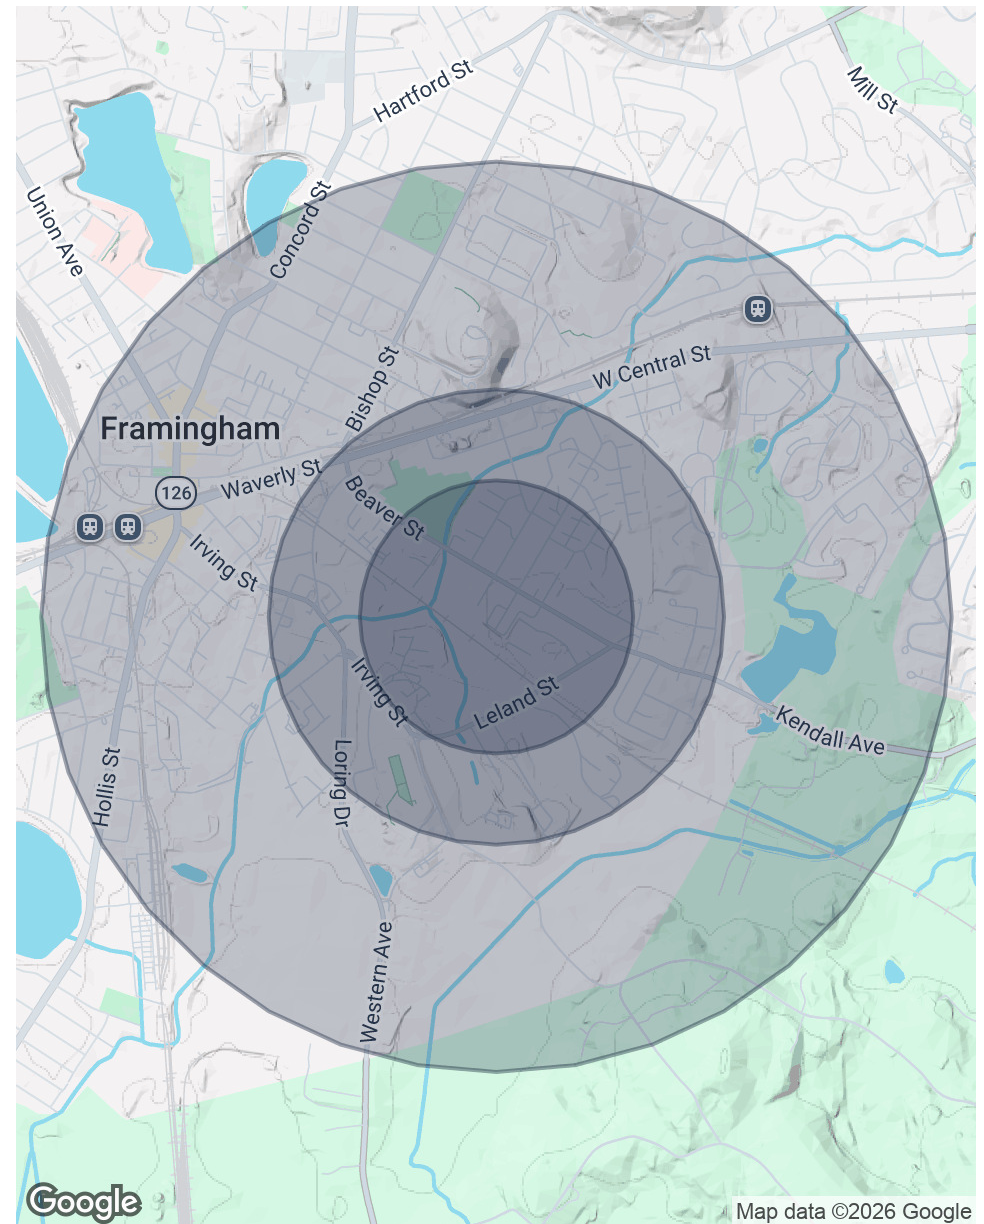 Hartford St
Mill St
Union Ave
Concord St
Bishop St
W Central St
Framingham
Waverly St
126
Beaver St
Irving St
Irving St
Leland St
Kendall Ave
Hollis St
Loring Dr
Western Ave
Google
Map data ©2026 Google